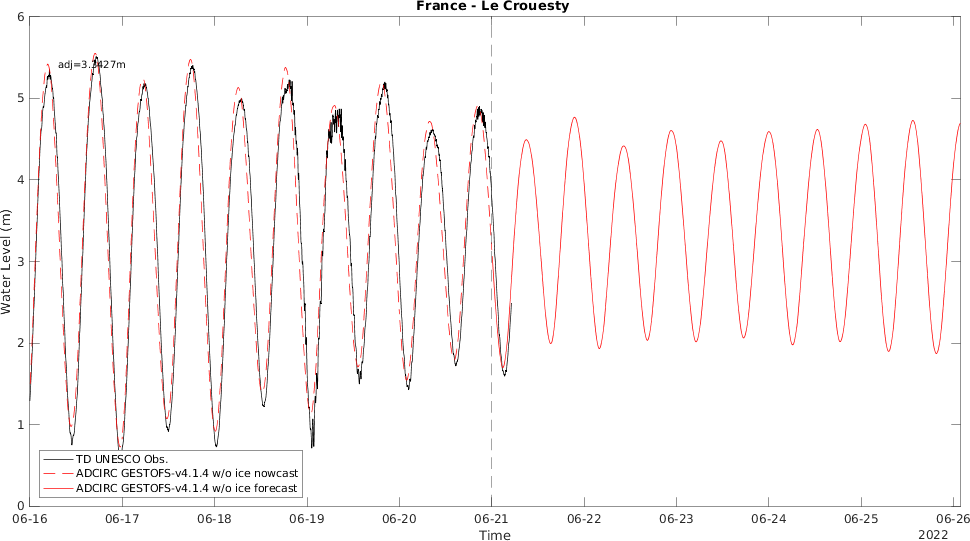 France - Le Crouesty
6
5
4
3
2
1
0
Water Level (m)
adj=3.3427m
TD UNESCO Obs.
ADCIRC GESTOFS-v4.1.4 w/o ice nowcast
ADCIRC GESTOFS-v4.1.4 w/o ice forecast
06-16 06-17 06-18 06-19 06-20 06-21 06-22 06-23 06-24 06-25 06-26
Time
2022